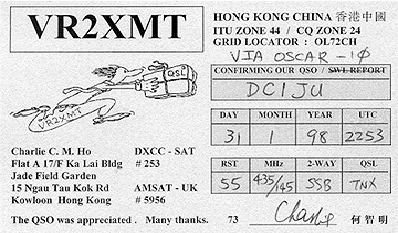 VR2XMT
HONG KONG CHINA 香港中國
ITU ZONE 44 / CQ ZONE 24
GRID LOCATOR : OL72CH
VIA OSCAR - 10
CONFIRMING OUR QSO / SWL REPORT
DC1JU
QSL
VR2XMT
DAY MONTH YEAR UTC
31 1 98 2253
RST MHz 2-WAY QSL
55 435/145 SSB TNX
Charlie C. M. Ho DXCC - SAT
Flat A 17/F Ka Lai Bldg # 253
Jade Field Garden
15 Ngau Tau Kok Rd AMSAT - UK
Kowloon Hong Kong # 5956
The QSO was appreciated . Many thanks. 73 Charlie 何智明